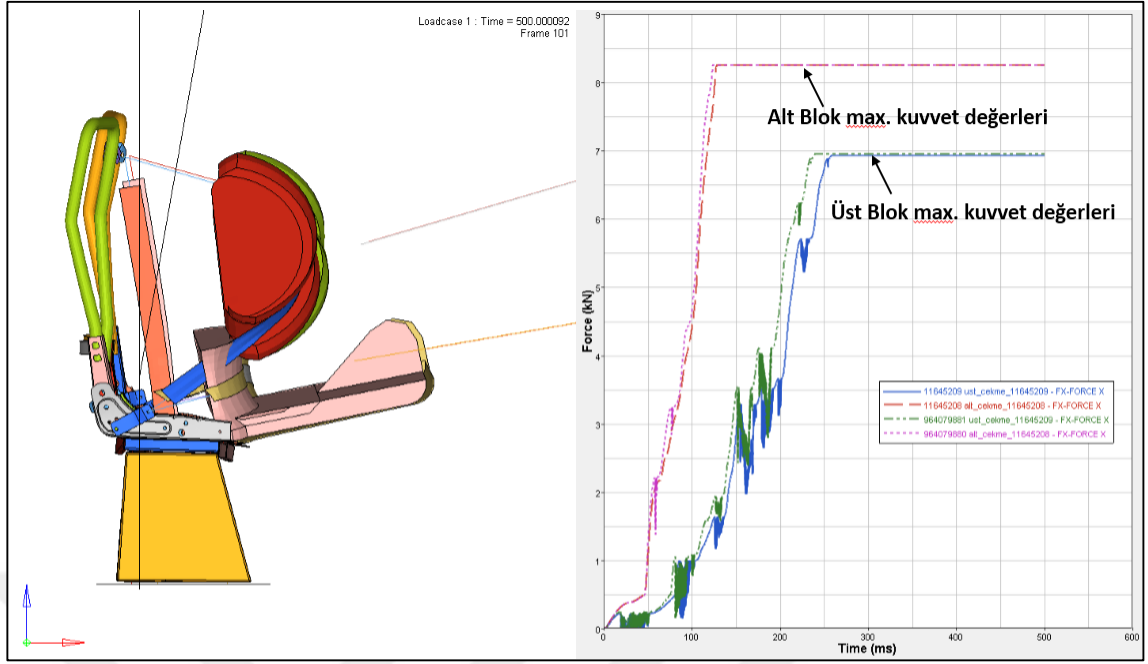 Loadcase 1 : Time = 500.000092
Frame 101
9
8
7
6
5
4
3
2
1
0
Force (kN)
Alt Blok max. kuvvet değerleri
Üst Blok max. kuvvet değerleri
11645209 ust_cekme_11645209 - FX-FORCE X
11645208 alt_cekme_11645208 - FX-FORCE X
964079881 ust_cekme_11645209 - FX-FORCE X
964079880 alt_cekme_11645208 - FX-FORCE X
0 100 200 300 400 500 600
Time (ms)